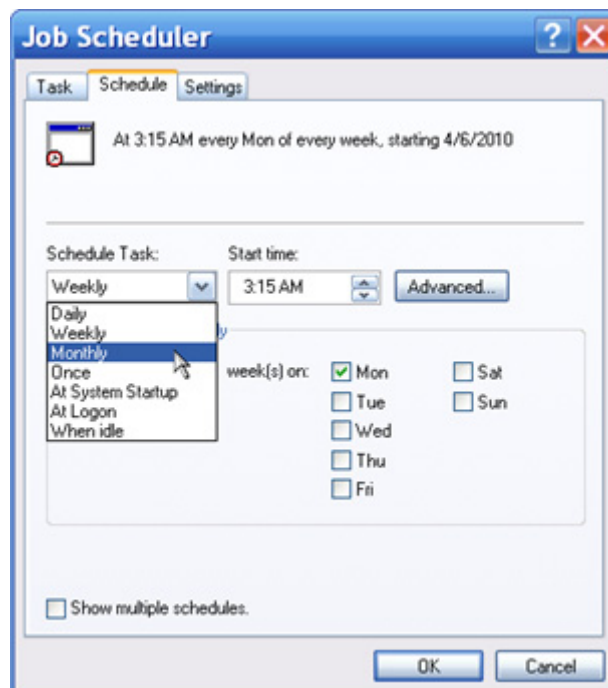 Job Scheduler
Task Schedule Settings
At 3:15 AM every Mon of every week, starting 4/6/2010
Schedule Task: Start time:
Weekly 3:15 AM Advanced...
Daily
Weekly
Monthly
Once week(s) on: Mon Sat
At System Startup
Tue Sun
At Logon
When idle Wed
Thu
Fri
Show multiple schedules.
OK Cancel